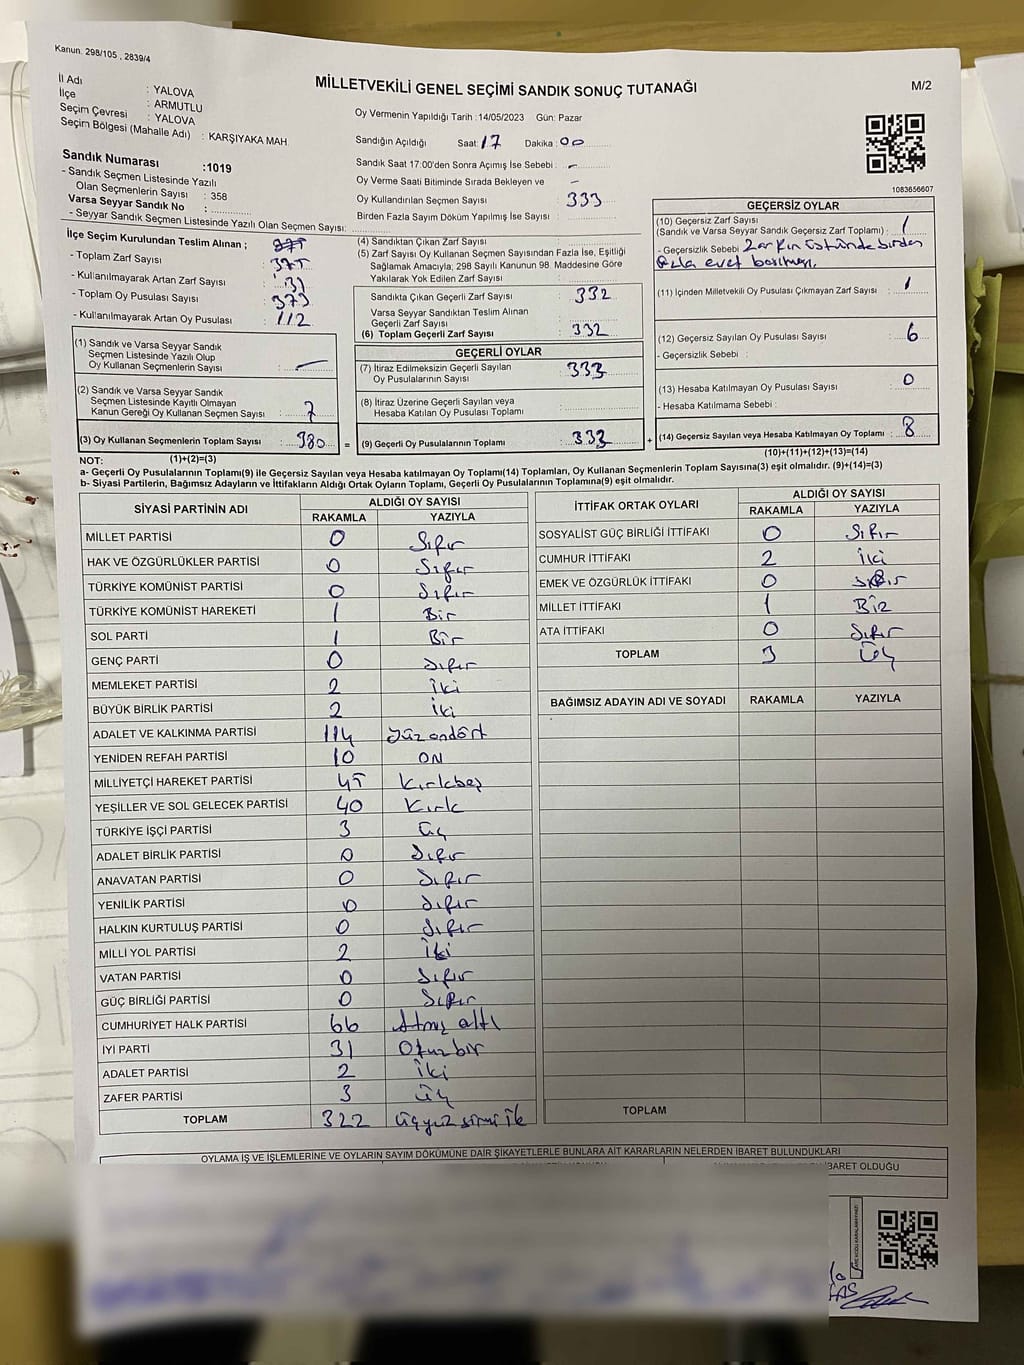 Kanun: 298/105 , 2839/4
MİLLETVEKİLİ GENEL SEÇİMİ SANDIK SONUÇ TUTANAĞI
M/2
İl Adı : YALOVA
İlçe : ARMUTLU
Seçim Çevresi : YALOVA
Seçim Bölgesi (Mahalle Adı) : KARŞIYAKA MAH
Sandık Numarası :1019
- Sandık Seçmen Listesinde Yazılı
Olan Seçmenlerin Sayısı : 358
Varsa Seyyar Sandık No :
- Seyyar Sandık Seçmen Listesinde Yazılı Olan Seçmen Sayısı:
Oy Vermenin Yapıldığı Tarih :14/05/2023 Gün: Pazar
Sandığın Açıldığı Saat: 17 Dakika: 00
Sandık Saat 17:00'den Sonra Açımış İse Sebebi : -
Oy Verme Saati Bitiminde Sırada Bekleyen ve -
Oy Kullandırılan Seçmen Sayısı : 333
Birden Fazla Sayım Döküm Yapılmış İse Sayısı :
1083656607
İlçe Seçim Kurulundan Teslim Alınan ;
- Toplam Zarf Sayısı : 375
- Kullanılmayarak Artan Zarf Sayısı : 31
- Toplam Oy Pusulası Sayısı : 373
- Kullanılmayarak Artan Oy Pusulası : 112
(1) Sandık ve Varsa Seyyar Sandık
Seçmen Listesinde Yazılı Olup
Oy Kullanan Seçmenlerin Sayısı :
(2) Sandık ve Varsa Seyyar Sandık
Seçmen Listesinde Kayıtlı Olmayan
Kanun Gereği Oy Kullanan Seçmen Sayısı : 7
(3) Oy Kullanan Seçmenlerin Toplam Sayısı : 380 =
(1)+(2)=(3)
(4) Sandıktan Çıkan Zarf Sayısı :
(5) Zarf Sayısı Oy Kullanan Seçmen Sayısından Fazla İse, Eşitliği
Sağlamak Amacıyla, 298 Sayılı Kanunun 98. Maddesine Göre
Yakılarak Yok Edilen Zarf Sayısı :
Sandıkta Çıkan Geçerli Zarf Sayısı : 332
Varsa Seyyar Sandıktan Teslim Alınan
Geçerli Zarf Sayısı :
(6) Toplam Geçerli Zarf Sayısı : 332
GEÇERLİ OYLAR
(7) İtiraz Edilmeksizin Geçerli Sayılan
Oy Pusulalarının Sayısı : 333
(8) İtiraz Üzerine Geçerli Sayılan veya
Hesaba Katılan Oy Pusulası Toplamı :
(9) Geçerli Oy Pusulalarının Toplamı : 333 +
GEÇERSİZ OYLAR
(10) Geçersiz Zarf Sayısı
(Sandık ve Varsa Seyyar Sandık Geçersiz Zarf Toplamı) : 1
- Geçersizlik Sebebi : Zarfın üstünde birden
fazla evet basılması.
(11) İçinden Milletvekili Oy Pusulası Çıkmayan Zarf Sayısı : 1
(12) Geçersiz Sayılan Oy Pusulası Sayısı : 6
- Geçersizlik Sebebi :
(13) Hesaba Katılmayan Oy Pusulası Sayısı : 0
- Hesaba Katılmama Sebebi :
(14) Geçersiz Sayılan veya Hesaba Katılmayan Oy Toplamı : 8
(10)+(11)+(12)+(13)=(14)
NOT:
a- Geçerli Oy Pusulalarının Toplamı(9) ile Geçersiz Sayılan veya Hesaba katılmayan Oy Toplamı(14) Toplamları, Oy Kullanan Seçmenlerin Toplam Sayısına(3) eşit olmalıdır. (9)+(14)=(3)
b- Siyasi Partilerin, Bağımsız Adayların ve İttifakların Aldığı Ortak Oyların Toplamı, Geçerli Oy Pusulalarının Toplamına(9) eşit olmalıdır.
SİYASİ PARTİNİN ADI ALDIĞI OY SAYISI
RAKAMLA YAZIYLA
MİLLET PARTİSİ 0 Sıfır
HAK VE ÖZGÜRLÜKLER PARTİSİ 0 Sıfır
TÜRKİYE KOMÜNİST PARTİSİ 0 Sıfır
TÜRKİYE KOMÜNİST HAREKETİ 1 Bir
SOL PARTİ 1 Bir
GENÇ PARTİ 0 Sıfır
MEMLEKET PARTİSİ 2 İki
BÜYÜK BİRLİK PARTİSİ 2 İki
ADALET VE KALKINMA PARTİSİ 114 Yüzondört
YENİDEN REFAH PARTİSİ 10 ON
MİLLİYETÇİ HAREKET PARTİSİ 45 Kırkbeş
YEŞİLLER VE SOL GELECEK PARTİSİ 40 Kırk
TÜRKİYE İŞÇİ PARTİSİ 3 üç
ADALET BİRLİK PARTİSİ 0 Sıfır
ANAVATAN PARTİSİ 0 Sıfır
YENİLİK PARTİSİ 0 Sıfır
HALKIN KURTULUŞ PARTİSİ 0 Sıfır
MİLLİ YOL PARTİSİ 2 İki
VATAN PARTİSİ 0 Sıfır
GÜÇ BİRLİĞİ PARTİSİ 0 Sıfır
CUMHURİYET HALK PARTİSİ 66 Atmış altı
İYİ PARTİ 31 Otuzbir
ADALET PARTİSİ 2 İki
ZAFER PARTİSİ 3 üç
TOPLAM 322
İTTİFAK ORTAK OYLARI ALDIĞI OY SAYISI
RAKAMLA YAZIYLA
SOSYALİST GÜÇ BİRLİĞİ İTTİFAKI 0 Sıfır
CUMHUR İTTİFAKI 2 İki
EMEK VE ÖZGÜRLÜK İTTİFAKI 0 Sıfır
MİLLET İTTİFAKI 1 BİR
ATA İTTİFAKI 0 Sıfır
TOPLAM 3 Üç
BAĞIMSIZ ADAYIN ADI VE SOYADI RAKAMLA YAZIYLA
TOPLAM
OYLAMA İŞ VE İŞLEMLERİNE VE OYLARIN SAYIM DÖKÜMÜNE DAİR ŞİKAYETLERLE BUNLARA AİT KARARLARIN NELERDEN İBARET BULUNDUKLARI
İBARET OLDUĞU